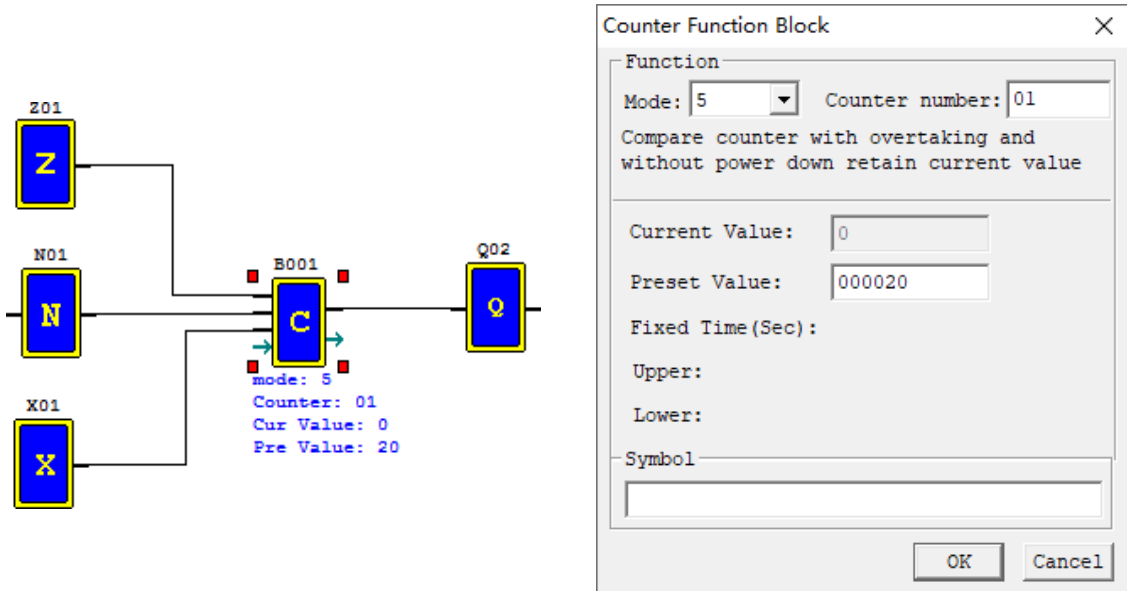 Z01
Z
N01
N
X01
X
B001
C
mode: 5
Counter: 01
Cur Value: 0
Pre Value: 20
Q02
Q
Counter Function Block
Function
Mode: 5 Counter number: 01
Compare counter with overtaking and
without power down retain current value
Current Value: 0
Preset Value: 000020
Fixed Time(Sec):
Upper:
Lower:
Symbol
OK Cancel